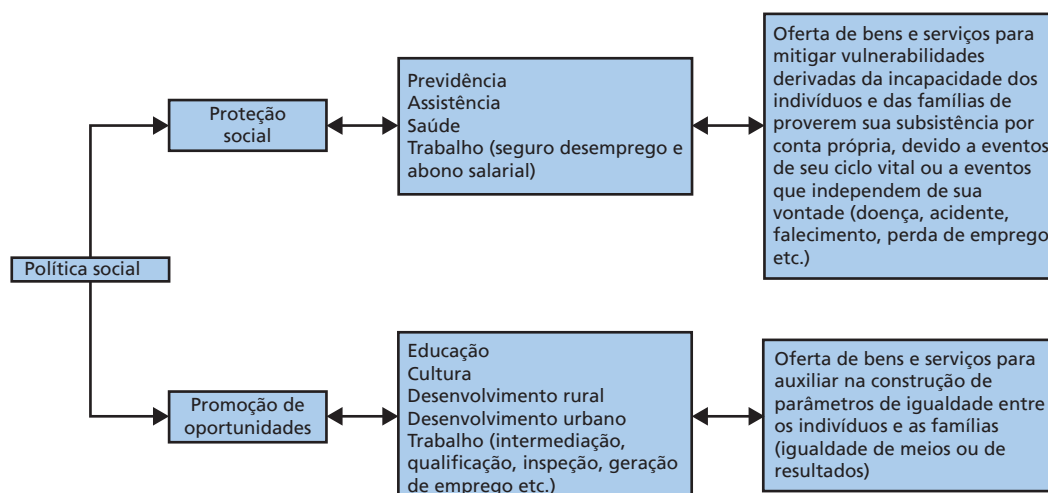 Política social
Proteção
social
Previdência
Assistência
Saúde
Trabalho (seguro desemprego e
abono salarial)
Oferta de bens e serviços para
mitigar vulnerabilidades
derivadas da incapacidade dos
indivíduos e das famílias de
proverem sua subsistência por
conta própria, devido a eventos
de seu ciclo vital ou a eventos
que independem de sua
vontade (doença, acidente,
falecimento, perda de emprego
etc.)
Promoção de
oportunidades
Educação
Cultura
Desenvolvimento rural
Desenvolvimento urbano
Trabalho (intermediação,
qualificação, inspeção, geração
de emprego etc.)
Oferta de bens e serviços para
auxiliar na construção de
parâmetros de igualdade entre
os indivíduos e as famílias
(igualdade de meios ou de
resultados)